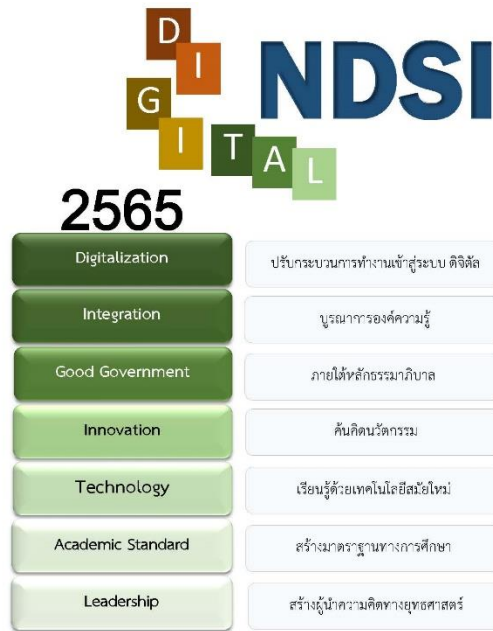 DIGITAL
NDSI
2565
Digitalization
ปรับกระบวนการทำงานเข้าสู่ระบบ ดิจิตัล
Integration
บูรณาการองค์ความรู้
Good Government
ภายใต้หลักธรรมาภิบาล
Innovation
ค้นคิดนวัตกรรม
Technology
เรียนรู้ด้วยเทคโนโลยีสมัยใหม่
Academic Standard
สร้างมาตราฐานทางการศึกษา
Leadership
สร้างผู้นำความคิดทางยุทธศาสตร์